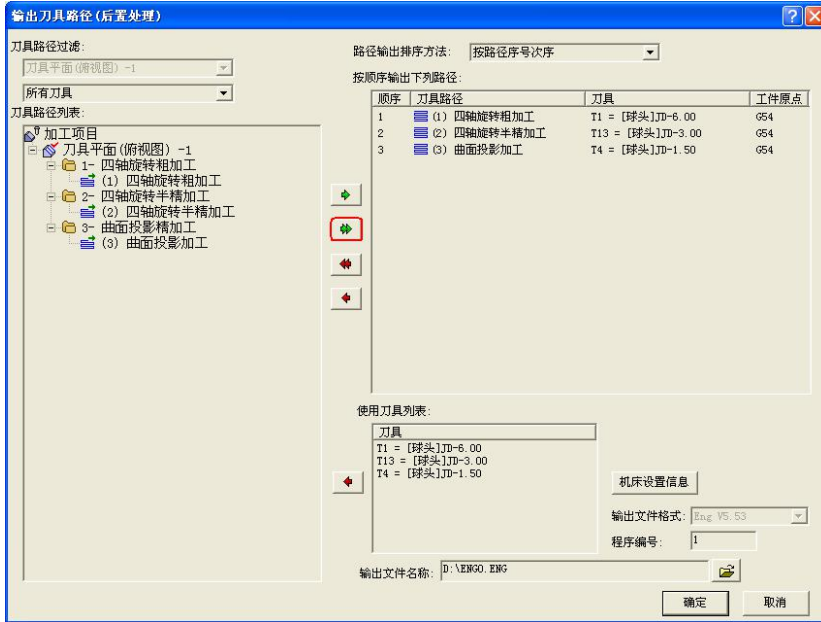 输出刀具路径(后置处理)
刀具路径过滤:
刀具平面(俯视图) -1
所有刀具
刀具路径列表:
加工项目
刀具平面(俯视图) -1
1- 四轴旋转粗加工
(1) 四轴旋转粗加工
2- 四轴旋转半精加工
(2) 四轴旋转半精加工
3- 曲面投影精加工
(3) 曲面投影加工
路径输出排序方法: 按路径序号次序
按顺序输出下列路径:
顺序 刀具路径 刀具 工件原点
1 (1) 四轴旋转粗加工 T1 = [球头]JD-6.00 G54
2 (2) 四轴旋转半精加工 T13 = [球头]JD-3.00 G54
3 (3) 曲面投影加工 T4 = [球头]JD-1.50 G54
使用刀具列表:
刀具
T1 = [球头]JD-6.00
T13 = [球头]JD-3.00
T4 = [球头]JD-1.50
机床设置信息
输出文件格式: Eng V5.53
程序编号: 1
输出文件名称: D:\ENG0.ENG
确定 取消